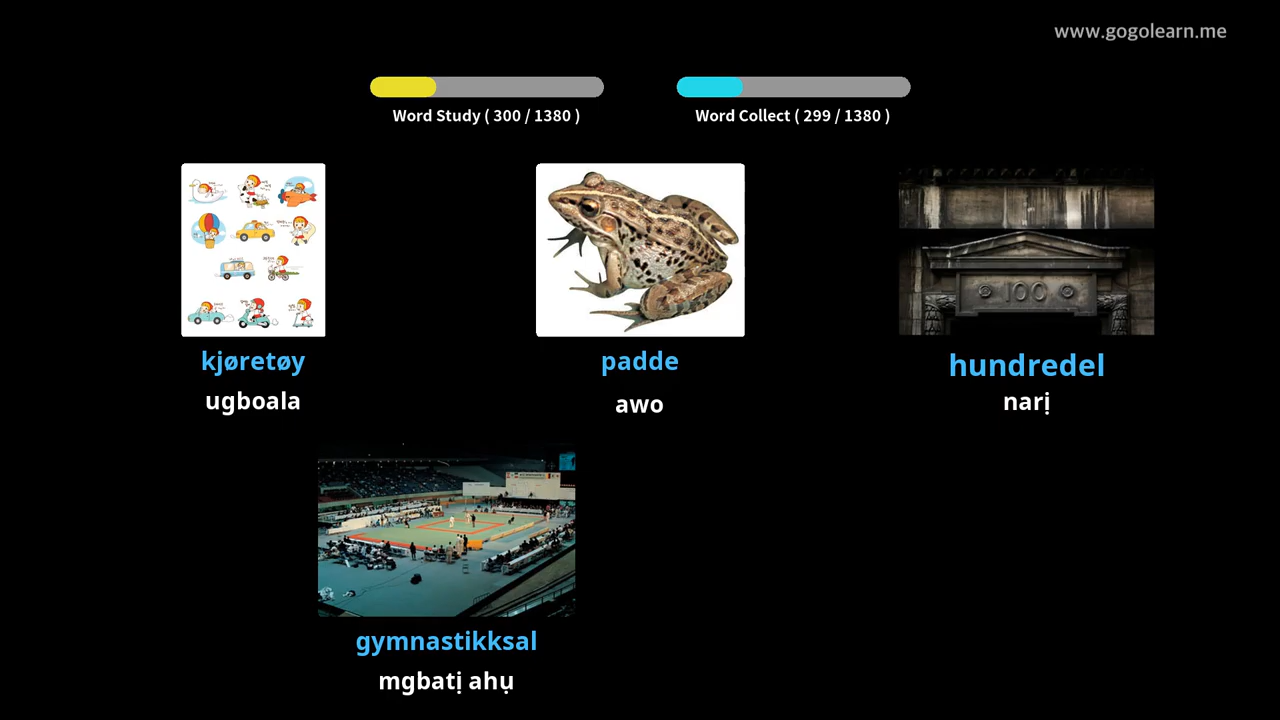 www.gogolearn.me
Word Study ( 300 / 1380 )
Word Collect ( 299 / 1380 )
100
kjøretøy
padde
hundredel
ugboala
awo
narị
gymnastikksal
mgbatị ahụ